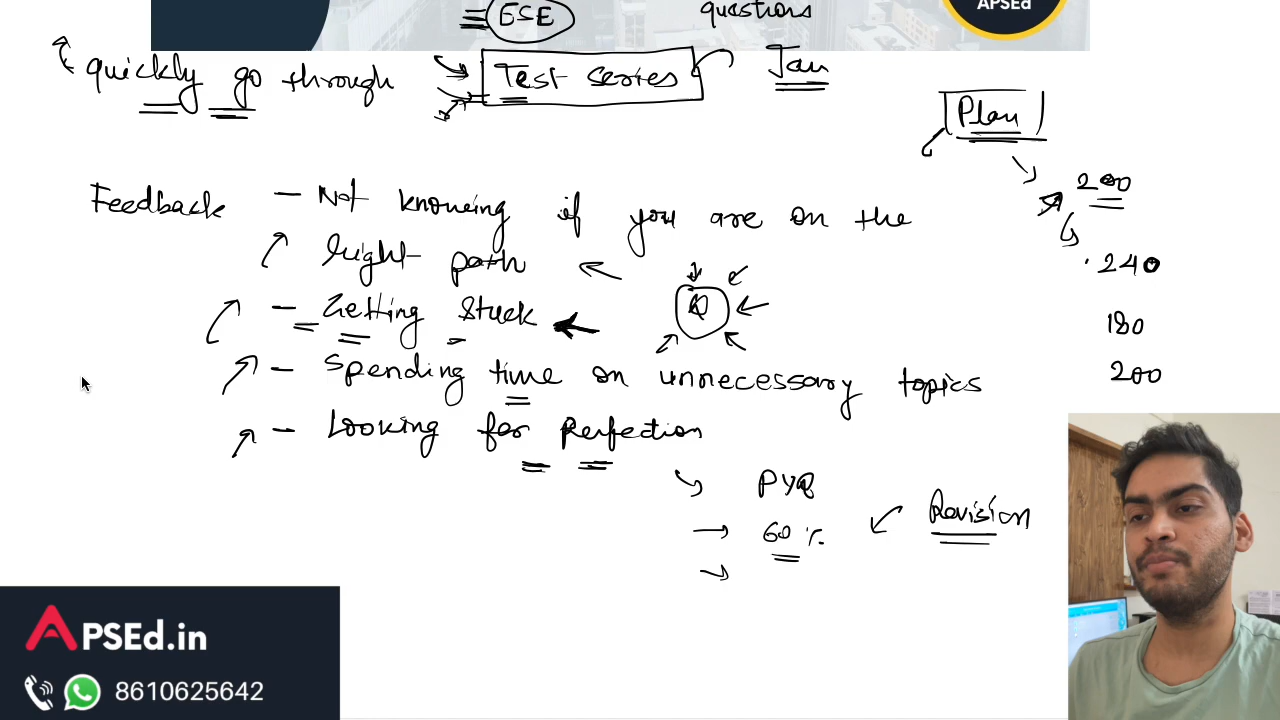 ESE questions
APSEd
quickly go through Test series Jan
Plan
200
Feedback - Not knowing if you are on the
right path
240
- Getting stuck Q
180
- Spending time on unnecessary topics
200
- Looking for Perfection
PYQ
60 % Revision
APSEd.in
8610625642